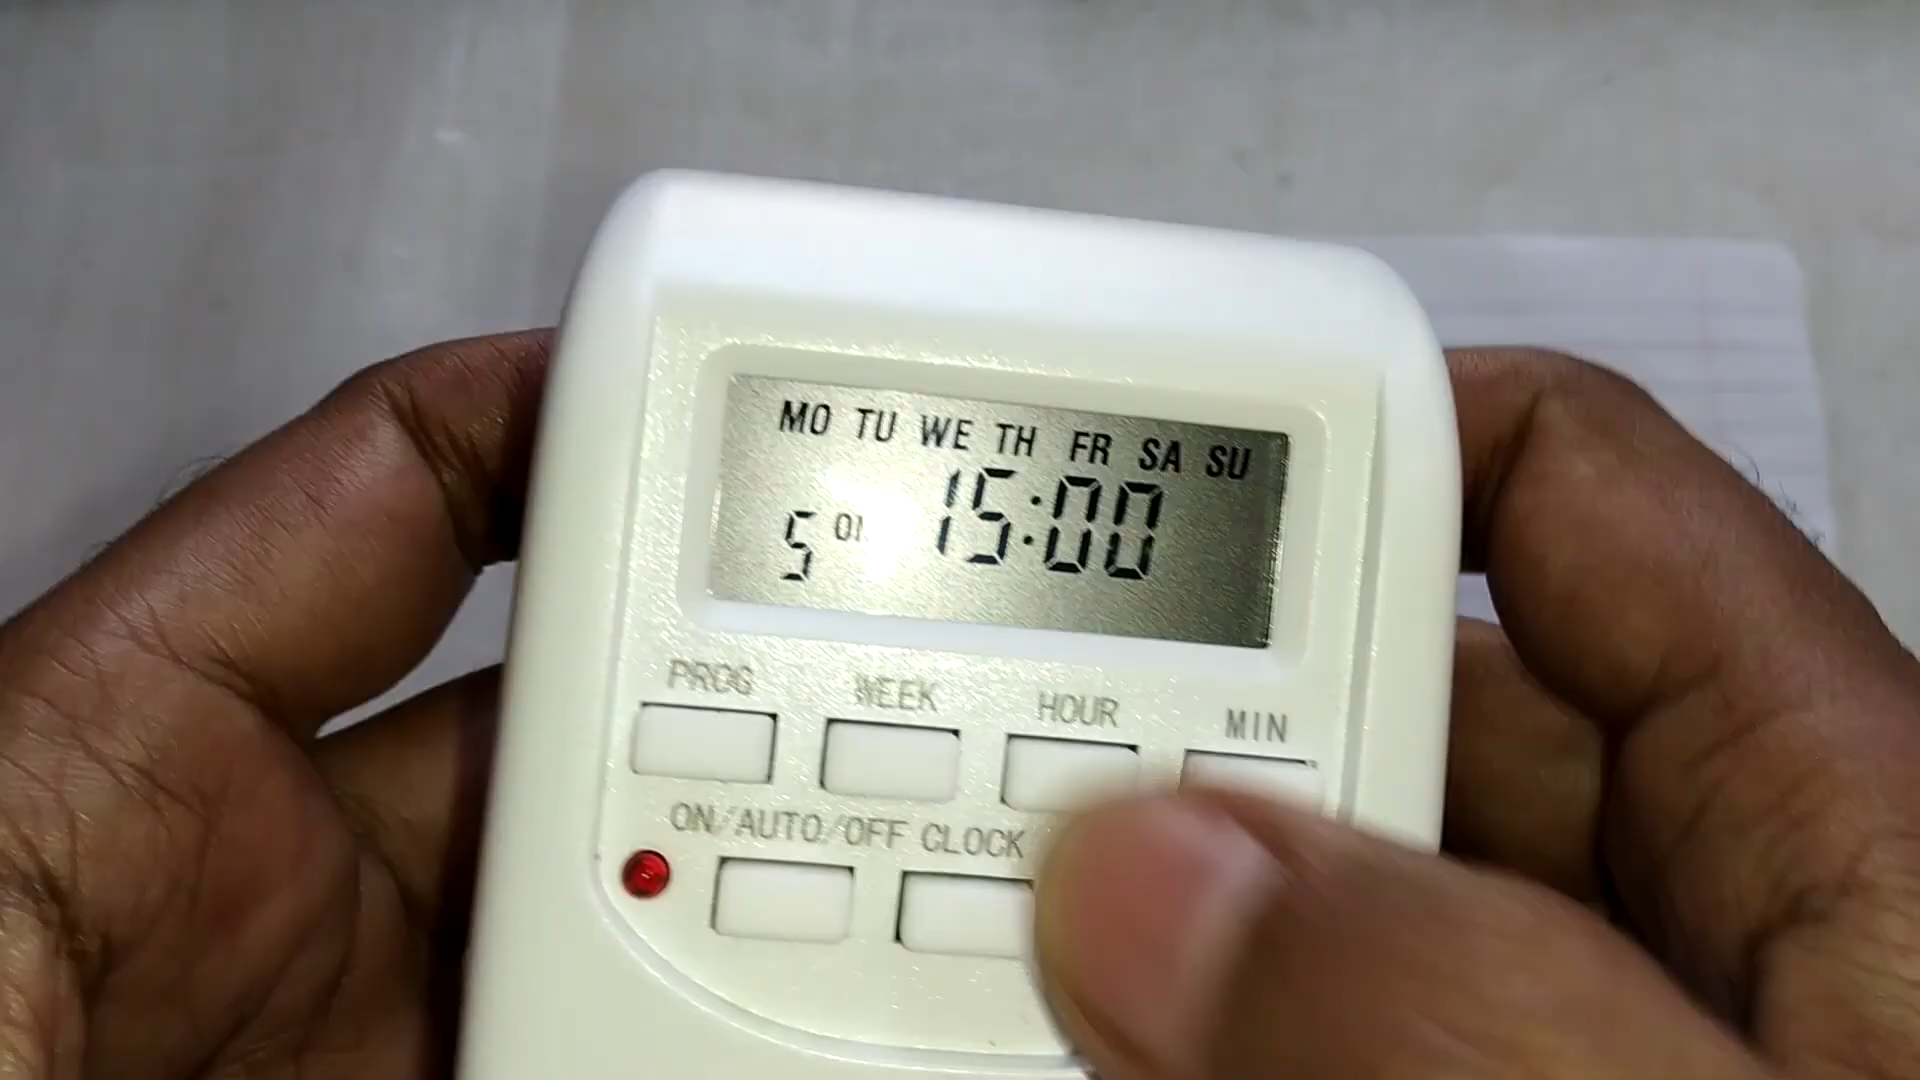 MO TU WE TH FR SA SU
5 ON 15:00
PROG WEEK HOUR MIN
ON/AUTO/OFF CLOCK